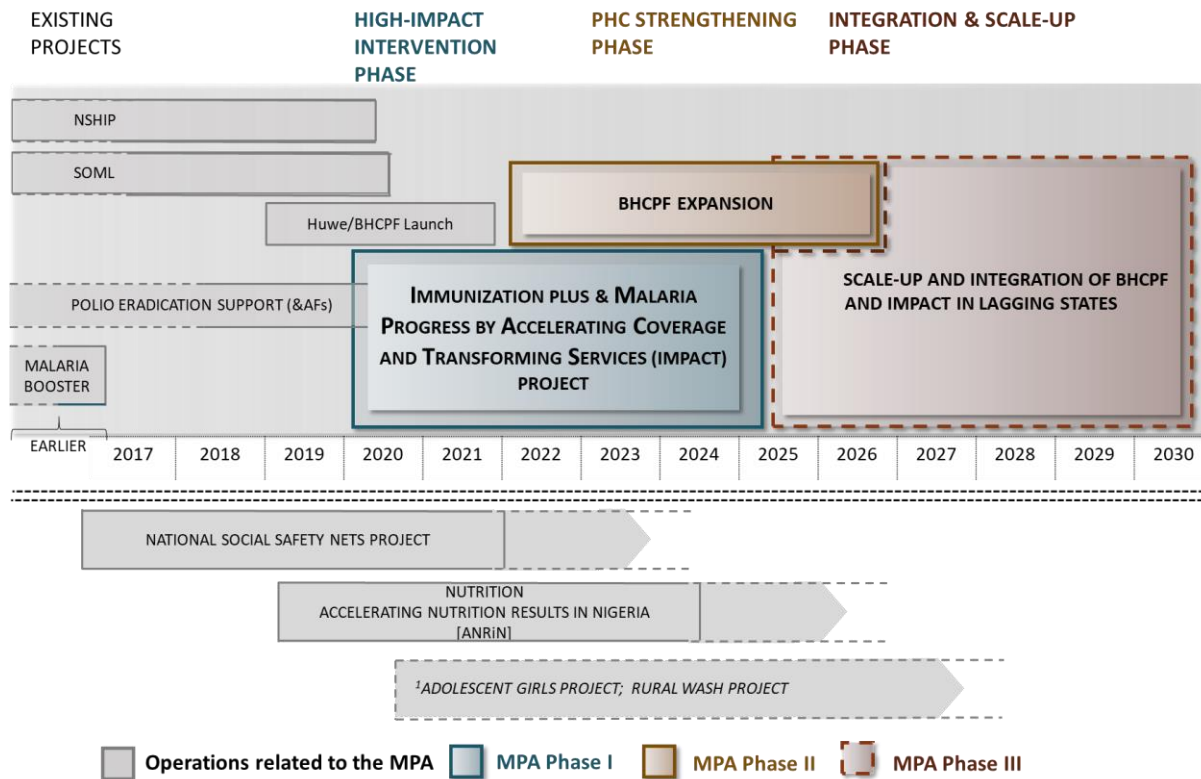 EXISTING
PROJECTS
HIGH-IMPACT
INTERVENTION
PHASE
PHC STRENGTHENING
PHASE
INTEGRATION & SCALE-UP
PHASE
NSHIP
SOML
Huwe/BHCPF Launch
BHCPF EXPANSION
POLIO ERADICATION SUPPORT (&AFs)
IMMUNIZATION PLUS & MALARIA
PROGRESS BY ACCELERATING COVERAGE
AND TRANSFORMING SERVICES (IMPACT)
PROJECT
SCALE-UP AND INTEGRATION OF BHCPF
AND IMPACT IN LAGGING STATES
MALARIA
BOOSTER
EARLIER
2017 2018 2019 2020 2021 2022 2023 2024 2025 2026 2027 2028 2029 2030
NATIONAL SOCIAL SAFETY NETS PROJECT
NUTRITION
ACCELERATING NUTRITION RESULTS IN NIGERIA
[ANRiN]
¹ADOLESCENT GIRLS PROJECT; RURAL WASH PROJECT
Operations related to the MPA MPA Phase I MPA Phase II MPA Phase III